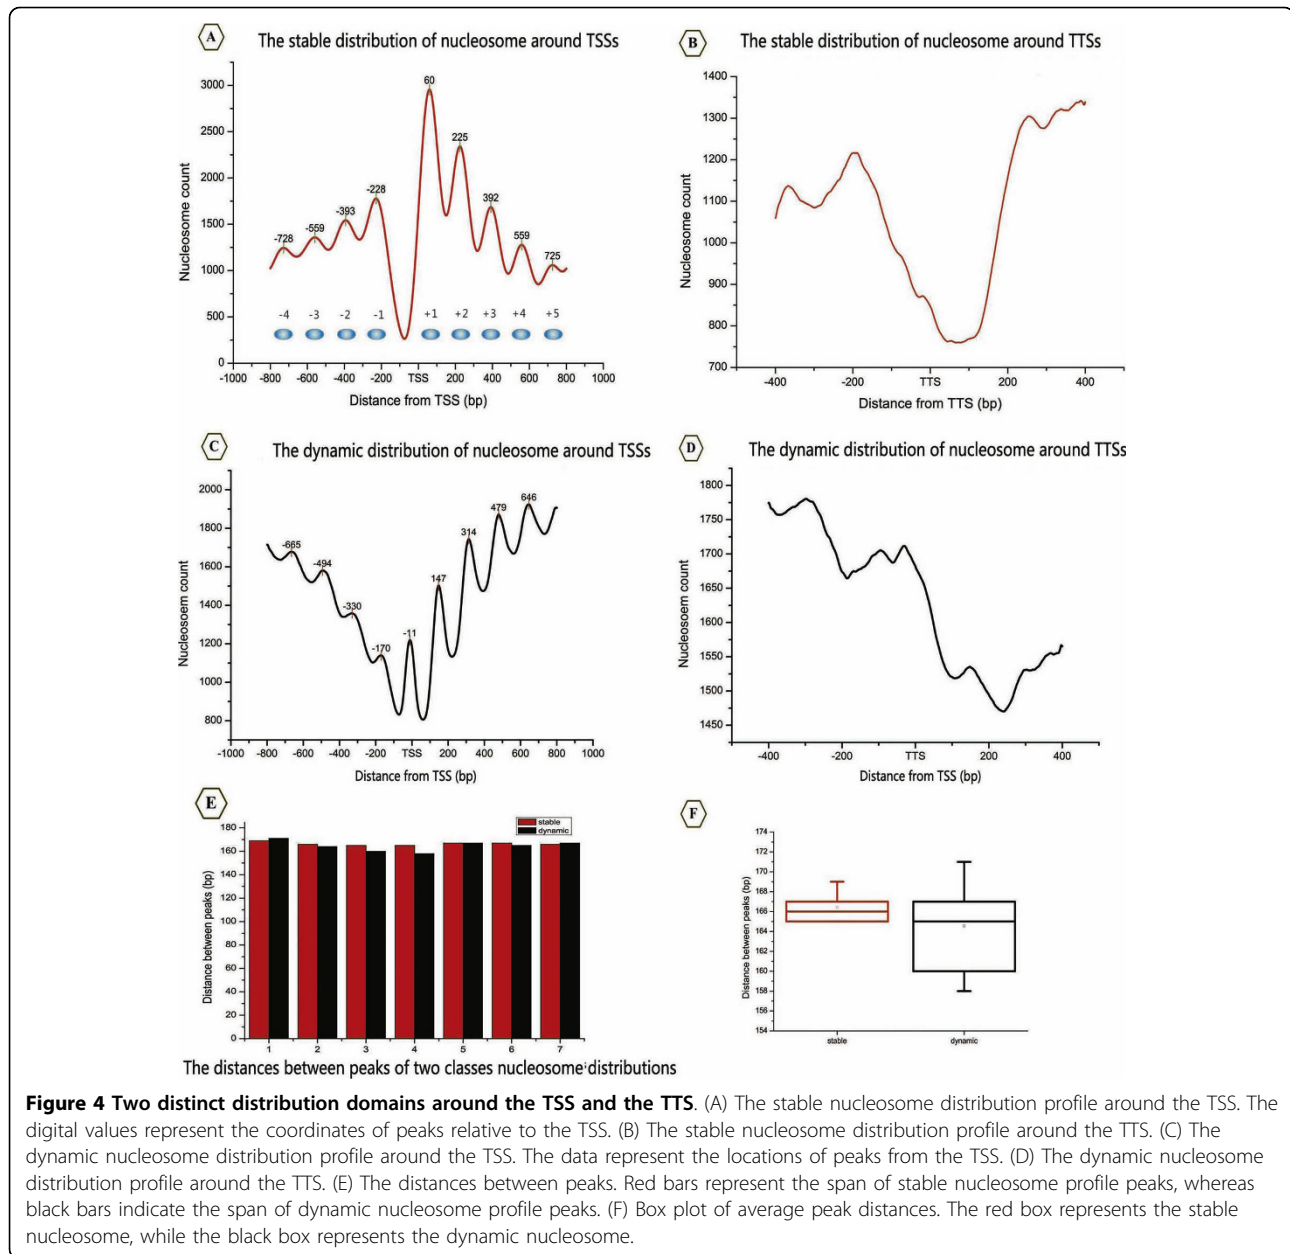 A
The stable distribution of nucleosome around TSSs
3000
2500
2000
1500
1000
500
0
Nucleosome count
-728
-559
-393
-228
60
225
392
559
725
-4
-3
-2
-1
+1
+2
+3
+4
+5
-1000 -800 -600 -400 -200 TSS 200 400 600 800 1000
Distance from TSS (bp)
B
The stable distribution of nucleosome around TTSs
1400
1300
1200
1100
1000
900
800
700
Nucleosome count
-400 -200 TTS 200 400
Distance from TTS (bp)
C
The dynamic distribution of nucleosome around TSSs
2000
1800
1600
1400
1200
1000
800
Nucleosoem count
-665
-494
-330
-170
-11
147
314
479
646
-1000 -800 -600 -400 -200 TSS 200 400 600 800 1000
Distance from TSS (bp)
D
The dynamic distribution of nucleosome around TTSs
1800
1750
1700
1650
1600
1550
1500
1450
Nucleosoem count
-400 -200 TTS 200 400
Distance from TSS (bp)
E
180
160
140
120
100
80
60
40
20
0
Distance between peaks (bp)
stable
dynamic
1 2 3 4 5 6 7
The distances between peaks of two classes nucleosome distributions
F
174
172
170
168
166
164
162
160
158
156
154
Distance between peaks (bp)
stable dynamic
Figure 4 Two distinct distribution domains around the TSS and the TTS. (A) The stable nucleosome distribution profile around the TSS. The
digital values represent the coordinates of peaks relative to the TSS. (B) The stable nucleosome distribution profile around the TTS. (C) The
dynamic nucleosome distribution profile around the TSS. The data represent the locations of peaks from the TSS. (D) The dynamic nucleosome
distribution profile around the TTS. (E) The distances between peaks. Red bars represent the span of stable nucleosome profile peaks, whereas
black bars indicate the span of dynamic nucleosome profile peaks. (F) Box plot of average peak distances. The red box represents the stable
nucleosome, while the black box represents the dynamic nucleosome.